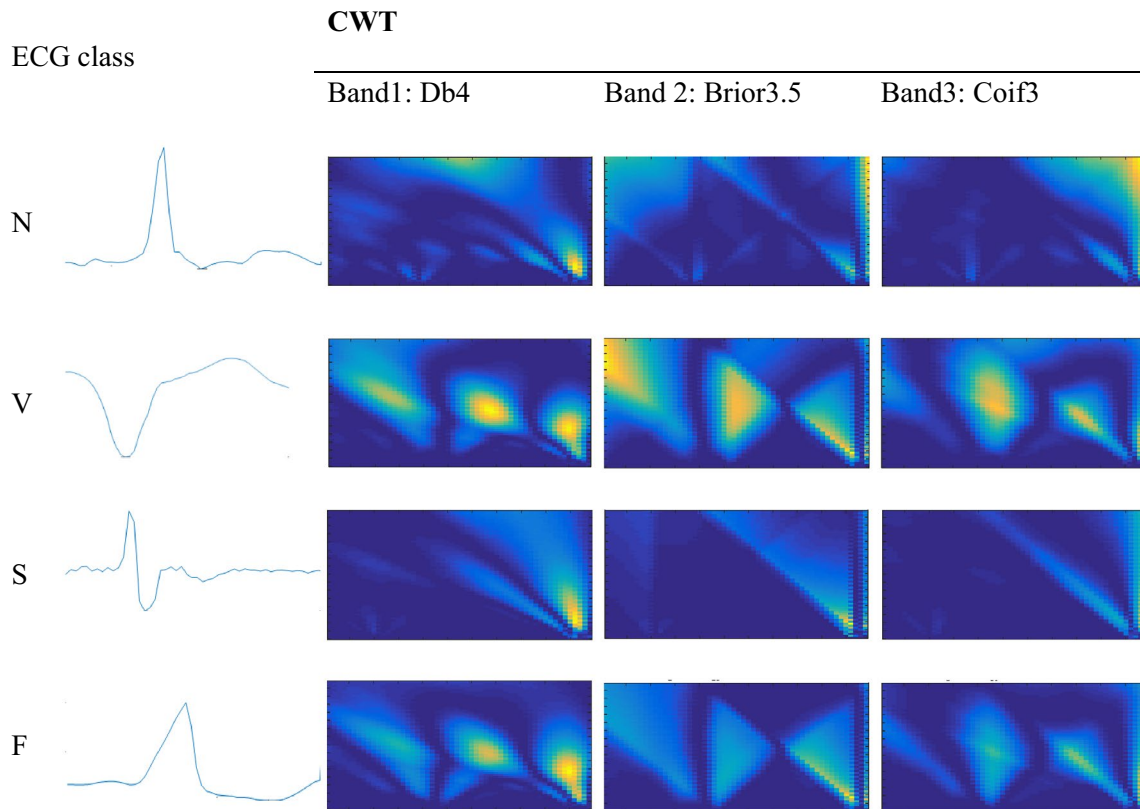 CWT
ECG class
Band1: Db4
Band 2: Brior3.5
Band3: Coif3
N
V
S
F